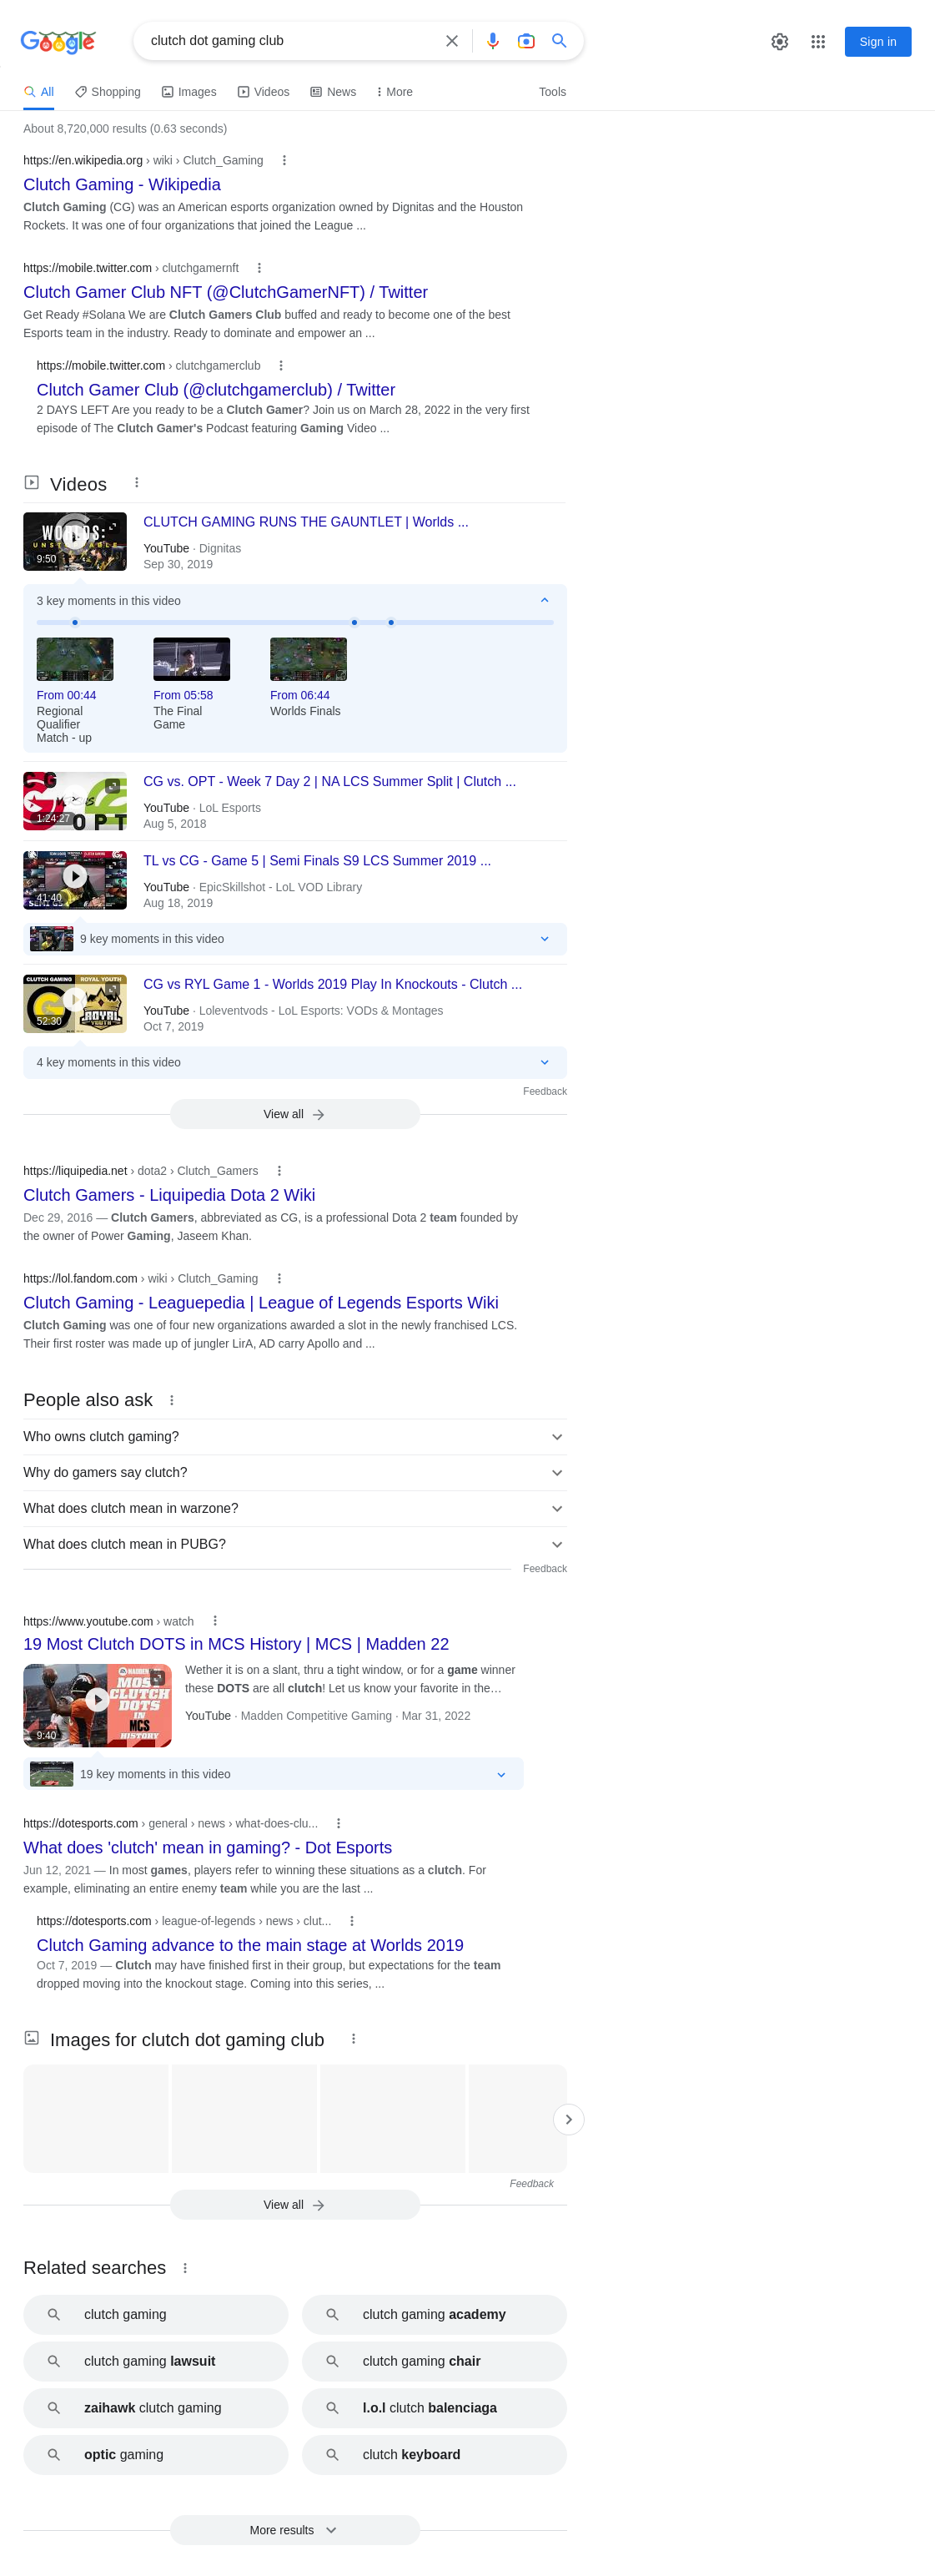 Google
clutch dot gaming club
Sign in
All
Shopping
Images
Videos
News
More
Tools
About 8,720,000 results (0.63 seconds)
https://en.wikipedia.org › wiki › Clutch_Gaming
Clutch Gaming - Wikipedia
Clutch Gaming (CG) was an American esports organization owned by Dignitas and the Houston
Rockets. It was one of four organizations that joined the League ...
https://mobile.twitter.com › clutchgamernft
Clutch Gamer Club NFT (@ClutchGamerNFT) / Twitter
Get Ready #Solana We are Clutch Gamers Club buffed and ready to become one of the best
Esports team in the industry. Ready to dominate and empower an ...
https://mobile.twitter.com › clutchgamerclub
Clutch Gamer Club (@clutchgamerclub) / Twitter
2 DAYS LEFT Are you ready to be a Clutch Gamer? Join us on March 28, 2022 in the very first
episode of The Clutch Gamer's Podcast featuring Gaming Video ...
Videos
WORLDS:
9:50
CLUTCH GAMING RUNS THE GAUNTLET | Worlds ...
YouTube · Dignitas
Sep 30, 2019
3 key moments in this video
From 00:44
Regional
Qualifier
Match - up
From 05:58
The Final
Game
From 06:44
Worlds Finals
CG
OPT
1:24:27
CG vs. OPT - Week 7 Day 2 | NA LCS Summer Split | Clutch ...
YouTube · LoL Esports
Aug 5, 2018
41:40
TL vs CG - Game 5 | Semi Finals S9 LCS Summer 2019 ...
YouTube · EpicSkillshot - LoL VOD Library
Aug 18, 2019
9 key moments in this video
CLUTCH GAMING
ROYAL YOUTH
ROYAL
YOUTH
52:30
CG vs RYL Game 1 - Worlds 2019 Play In Knockouts - Clutch ...
YouTube · Loleventvods - LoL Esports: VODs & Montages
Oct 7, 2019
4 key moments in this video
Feedback
View all
https://liquipedia.net › dota2 › Clutch_Gamers
Clutch Gamers - Liquipedia Dota 2 Wiki
Dec 29, 2016 — Clutch Gamers, abbreviated as CG, is a professional Dota 2 team founded by
the owner of Power Gaming, Jaseem Khan.
https://lol.fandom.com › wiki › Clutch_Gaming
Clutch Gaming - Leaguepedia | League of Legends Esports Wiki
Clutch Gaming was one of four new organizations awarded a slot in the newly franchised LCS.
Their first roster was made up of jungler LirA, AD carry Apollo and ...
People also ask
Who owns clutch gaming?
Why do gamers say clutch?
What does clutch mean in warzone?
What does clutch mean in PUBG?
Feedback
https://www.youtube.com › watch
19 Most Clutch DOTS in MCS History | MCS | Madden 22
MADDEN
MOST
CLUTCH
DOTS
IN
MCS
HISTORY
9:40
Wether it is on a slant, thru a tight window, or for a game winner
these DOTS are all clutch! Let us know your favorite in the…
YouTube · Madden Competitive Gaming · Mar 31, 2022
19 key moments in this video
https://dotesports.com › general › news › what-does-clu...
What does 'clutch' mean in gaming? - Dot Esports
Jun 12, 2021 — In most games, players refer to winning these situations as a clutch. For
example, eliminating an entire enemy team while you are the last ...
https://dotesports.com › league-of-legends › news › clut...
Clutch Gaming advance to the main stage at Worlds 2019
Oct 7, 2019 — Clutch may have finished first in their group, but expectations for the team
dropped moving into the knockout stage. Coming into this series, ...
Images for clutch dot gaming club
Feedback
View all
Related searches
clutch gaming
clutch gaming academy
clutch gaming lawsuit
clutch gaming chair
zaihawk clutch gaming
l.o.l clutch balenciaga
optic gaming
clutch keyboard
More results